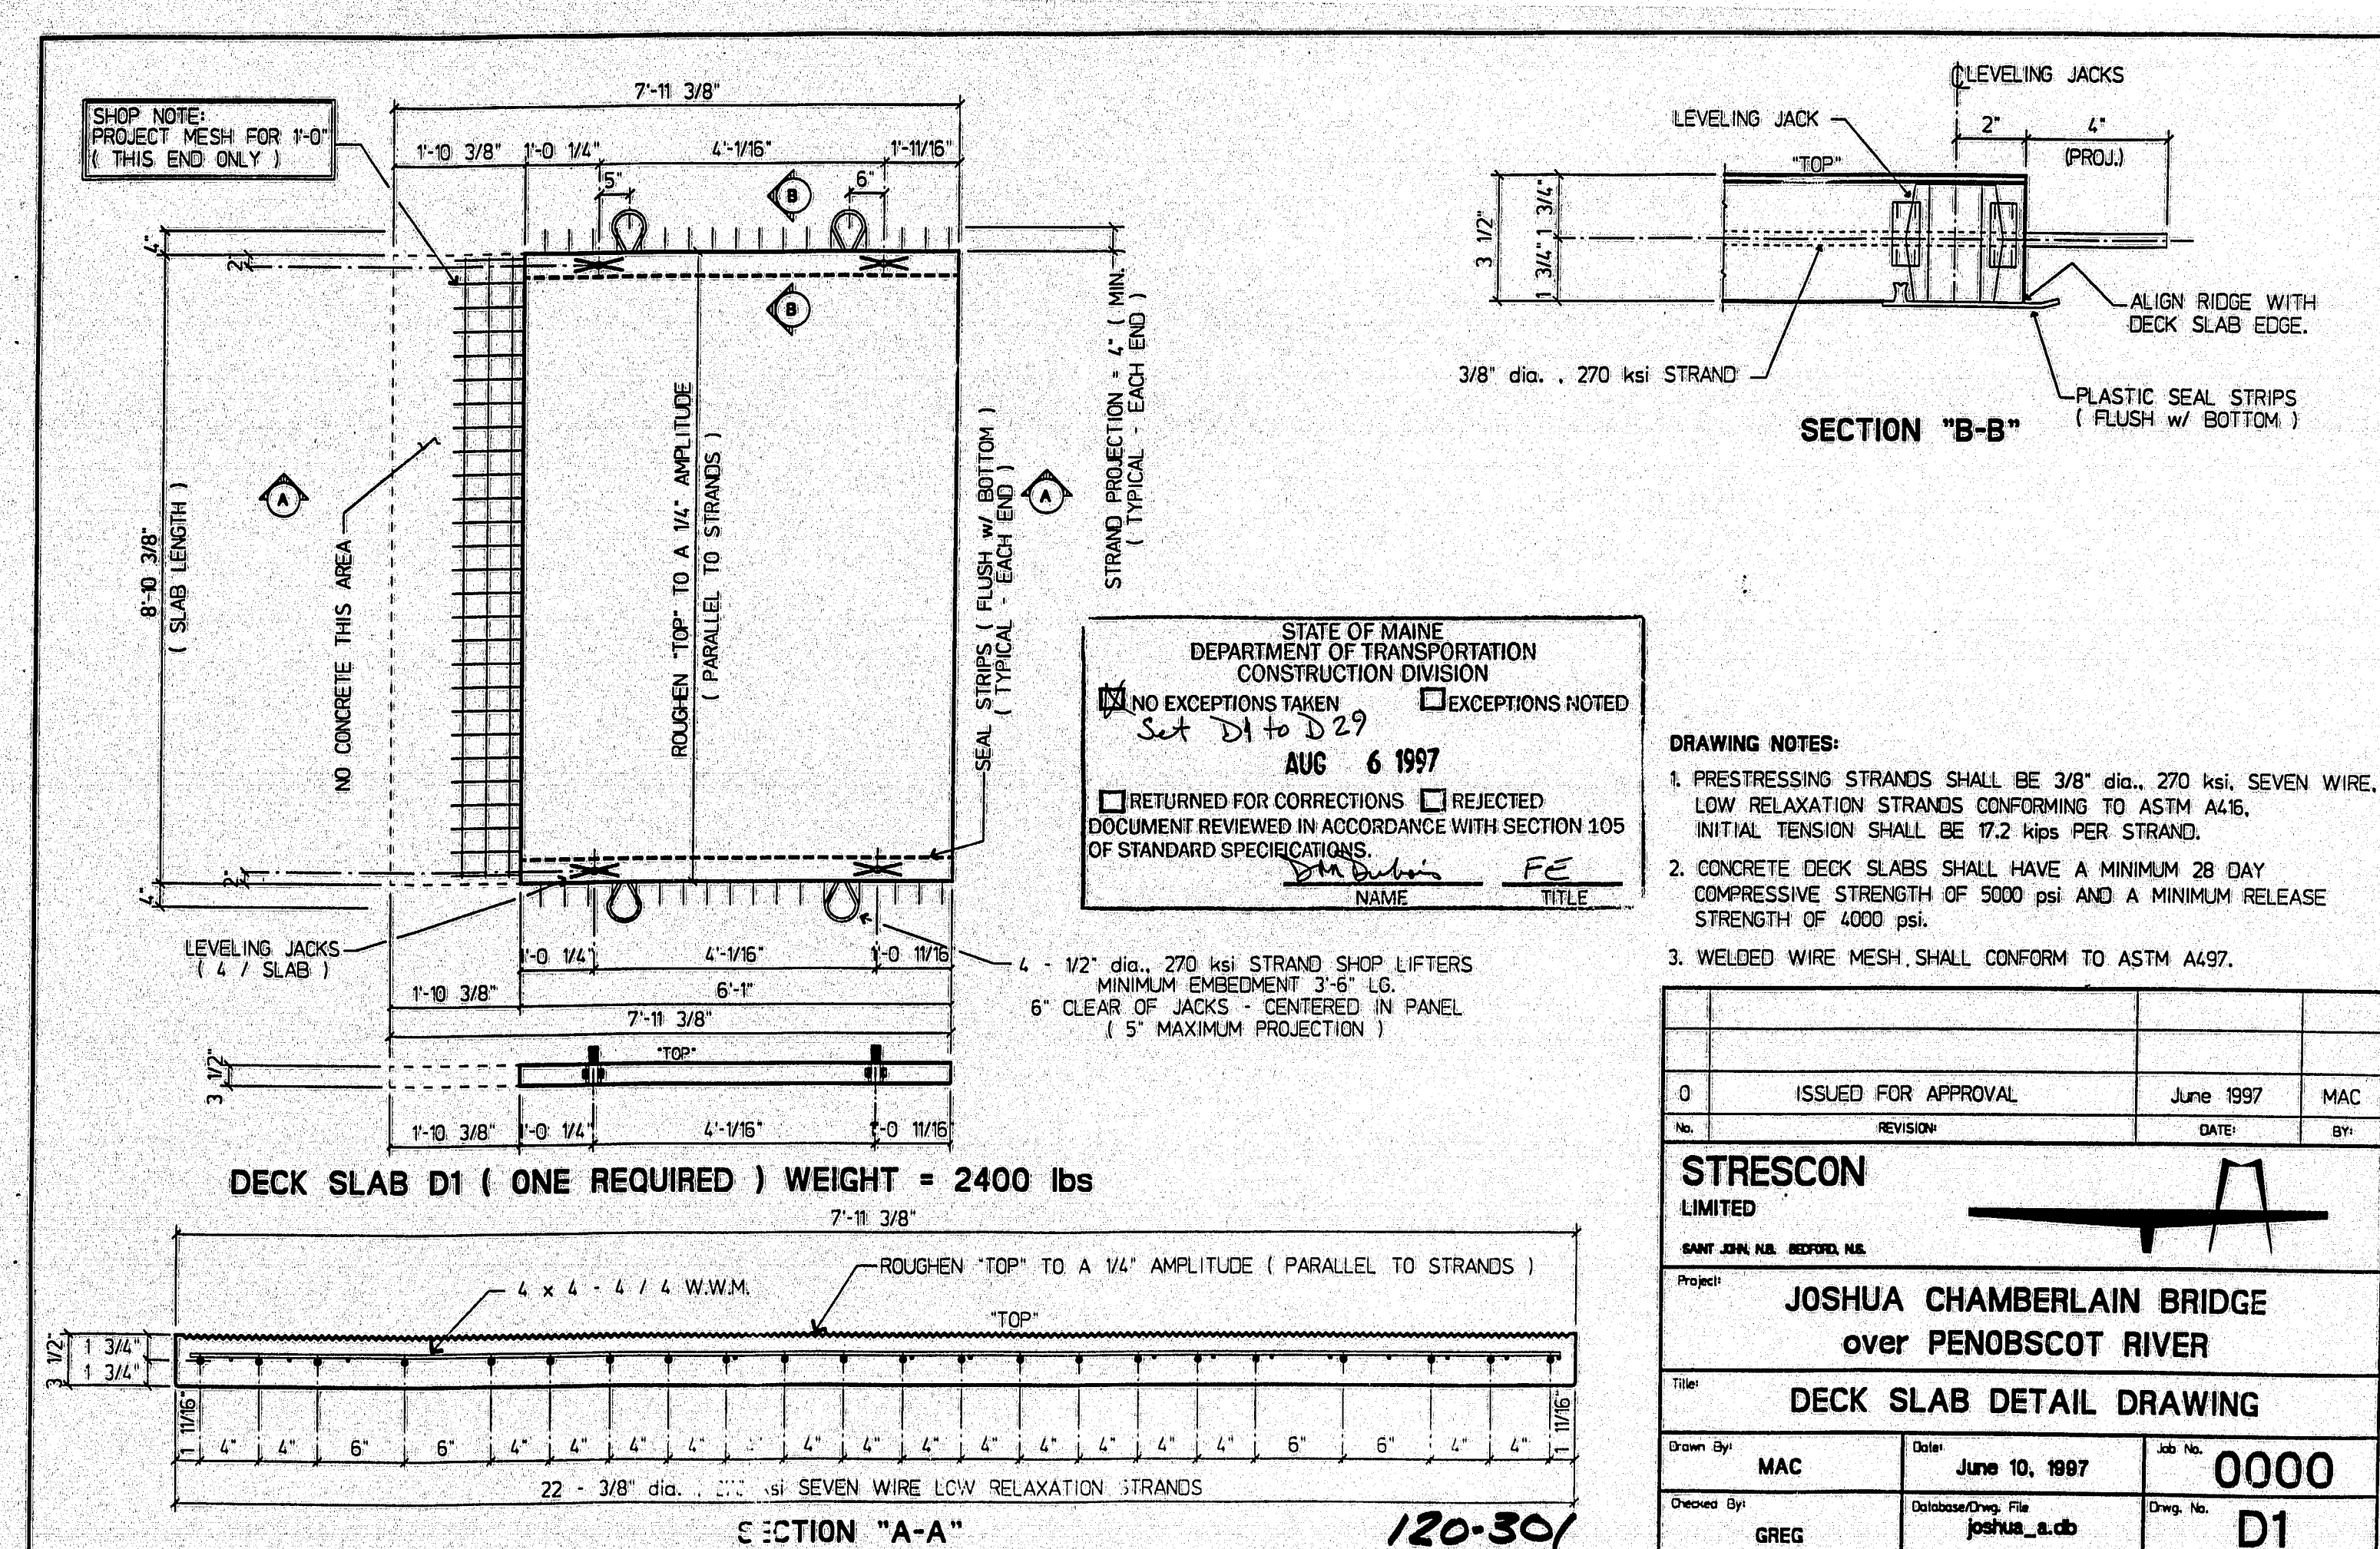 SHOP NOTE:
PROJECT MESH FOR 1'-0"
( THIS END ONLY )
7'-11 3/8"
1'-10 3/8"
1'-0 1/4"
4'-1/16"
1'-11/16"
5"
6"
B
B
4"
2"
8'-10 3/8"
( SLAB LENGTH )
A
NO CONCRETE THIS AREA
ROUGHEN "TOP" TO A 1/4" AMPLITUDE
( PARALLEL TO STRANDS )
SEAL STRIPS ( FLUSH w/ BOTTOM )
( TYPICAL - EACH END )
A
STRAND PROJECTION = 4" ( MIN. )
( TYPICAL - EACH END )
2"
4"
LEVELING JACKS
( 4 / SLAB )
1'-0 1/4"
4'-1/16"
1'-0 11/16"
1'-10 3/8"
6'-1"
7'-11 3/8"
4 - 1/2" dia., 270 ksi STRAND SHOP LIFTERS
MINIMUM EMBEDMENT 3'-6" LG.
6" CLEAR OF JACKS - CENTERED IN PANEL
( 5" MAXIMUM PROJECTION )
"TOP"
3 1/2"
1'-10 3/8"
1'-0 1/4"
4'-1/16"
1'-0 11/16"
DECK SLAB D1 ( ONE REQUIRED ) WEIGHT = 2400 lbs
7'-11 3/8"
ROUGHEN "TOP" TO A 1/4" AMPLITUDE ( PARALLEL TO STRANDS )
4 x 4 - 4 / 4 W.W.M.
"TOP"
3 1/2"
1 3/4"
1 3/4"
1 11/16"
4" 4" 6" 6" 4" 4" 4" 4" 4" 4" 4" 4" 4" 4" 4" 6" 6" 4" 4"
1 11/16"
22 - 3/8" dia. , ksi SEVEN WIRE LOW RELAXATION STRANDS
SECTION "A-A"
120-301
℄ LEVELING JACKS
LEVELING JACK
2"
4"
(PROJ.)
"TOP"
3 1/2"
1 3/4"
1 3/4"
ALIGN RIDGE WITH
DECK SLAB EDGE.
3/8" dia. , 270 ksi STRAND
PLASTIC SEAL STRIPS
( FLUSH w/ BOTTOM )
SECTION "B-B"
STATE OF MAINE
DEPARTMENT OF TRANSPORTATION
CONSTRUCTION DIVISION
NO EXCEPTIONS TAKEN EXCEPTIONS NOTED
Set D1 to D29
AUG 6 1997
RETURNED FOR CORRECTIONS REJECTED
DOCUMENT REVIEWED IN ACCORDANCE WITH SECTION 105
OF STANDARD SPECIFICATIONS.
FE
NAME TITLE
DRAWING NOTES:
1. PRESTRESSING STRANDS SHALL BE 3/8" dia., 270 ksi, SEVEN WIRE,
LOW RELAXATION STRANDS CONFORMING TO ASTM A416,
INITIAL TENSION SHALL BE 17.2 kips PER STRAND.
2. CONCRETE DECK SLABS SHALL HAVE A MINIMUM 28 DAY
COMPRESSIVE STRENGTH OF 5000 psi AND A MINIMUM RELEASE
STRENGTH OF 4000 psi.
3. WELDED WIRE MESH SHALL CONFORM TO ASTM A497.
0 ISSUED FOR APPROVAL June 1997 MAC
No. REVISION: DATE: BY:
STRESCON
LIMITED
SAINT JOHN, N.B. BEDFORD, N.S.
Project:
JOSHUA CHAMBERLAIN BRIDGE
over PENOBSCOT RIVER
Title:
DECK SLAB DETAIL DRAWING
Drawn By:
MAC
Date:
June 10, 1997
Job No.
0000
Checked By:
GREG
Database/Drwg. File
joshua_a.db
Drwg. No.
D1